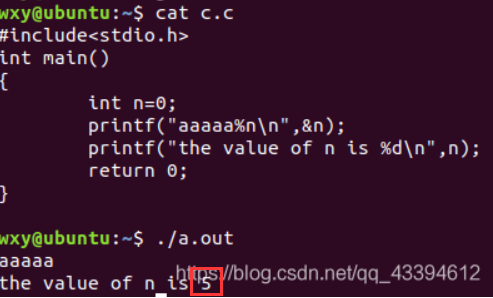 wxy@ubuntu:~$ cat c.c
#include<stdio.h>
int main()
{
        int n=0;
        printf("aaaaa%n\n",&n);
        printf("the value of n is %d\n",n);
        return 0;
}
wxy@ubuntu:~$ ./a.out
aaaaa
the value of n is 5
https://blog.csdn.net/qq_43394612